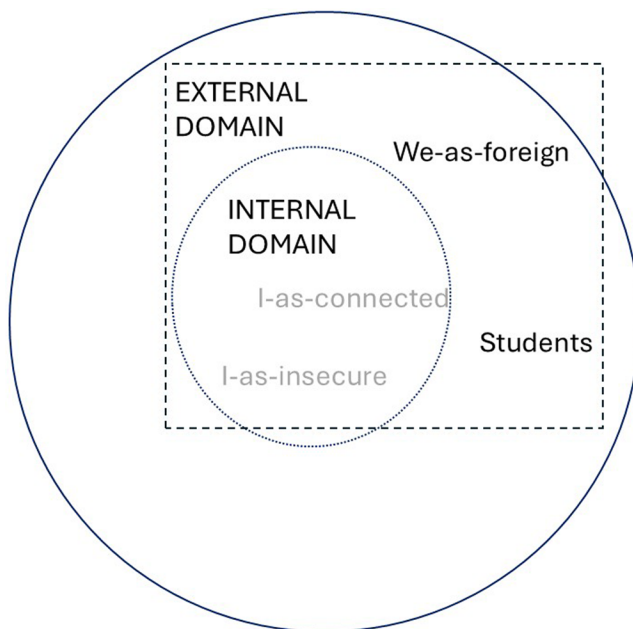 EXTERNAL
DOMAIN
We-as-foreign
INTERNAL
DOMAIN
I-as-connected
Students
I-as-insecure